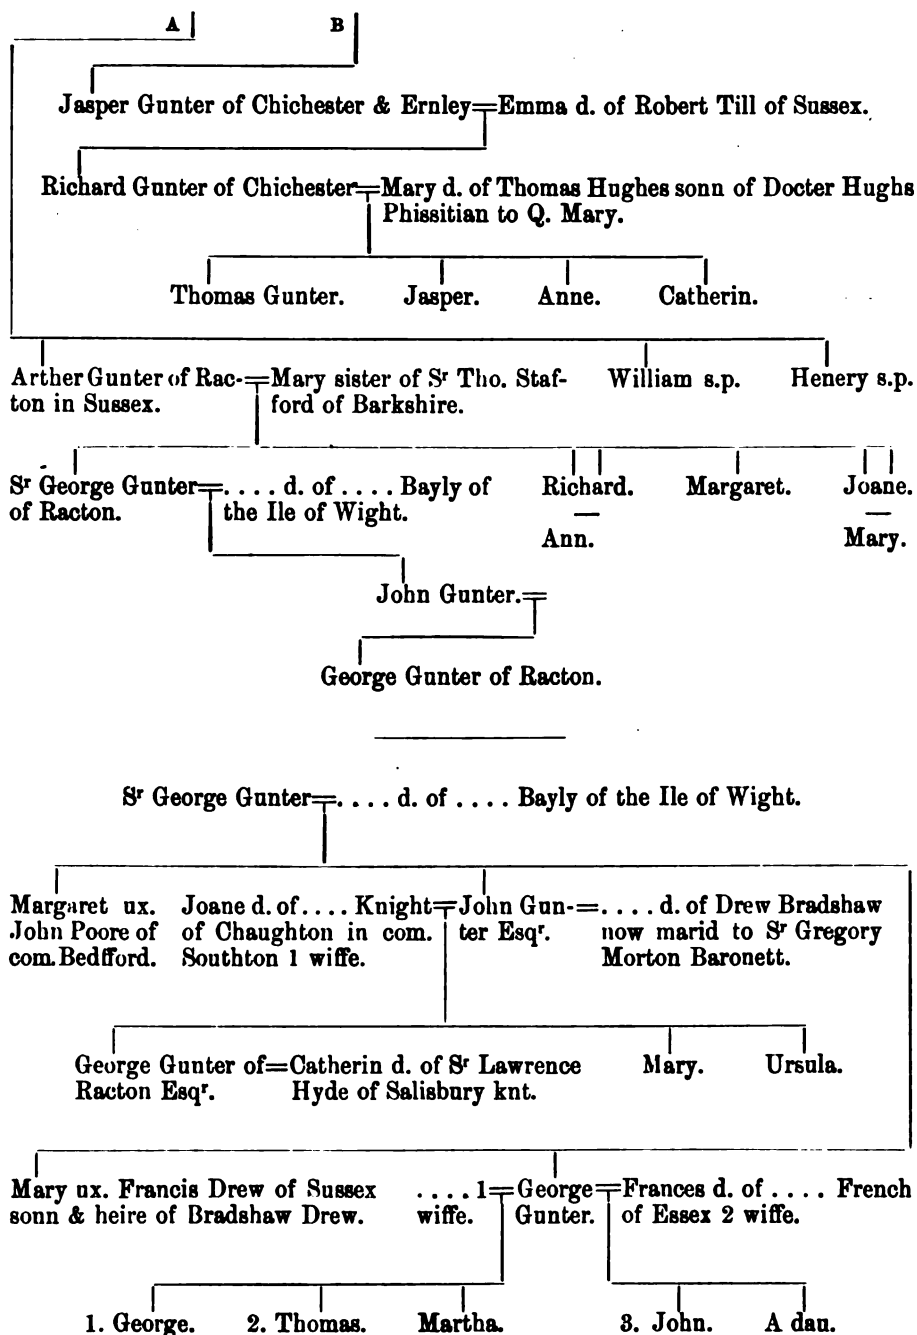 A B
Jasper Gunter of Chichester & Ernley=Emma d. of Robert Till of Sussex.
Richard Gunter of Chichester=Mary d. of Thomas Hughes sonn of Docter Hughs
Phissitian to Q. Mary.
Thomas Gunter. Jasper. Anne. Catherin.
Arther Gunter of Rac-=Mary sister of Sʳ Tho. Staf- William s.p. Henery s.p.
ton in Sussex. ford of Barkshire.
Sʳ George Gunter=. . . . d. of . . . . Bayly of Richard. Margaret. Joane.
of Racton. the Ile of Wight. — —
Ann. Mary.
John Gunter.=
George Gunter of Racton.
Sʳ George Gunter=. . . . d. of . . . . Bayly of the Ile of Wight.
Margaret ux. Joane d. of . . . . Knight=John Gun-=. . . . d. of Drew Bradshaw
John Poore of of Chaughton in com. ter Esqʳ. now marid to Sʳ Gregory
com. Bedfford. Southton 1 wiffe. Morton Baronett.
George Gunter of=Catherin d. of Sʳ Lawrence Mary. Ursula.
Racton Esqʳ. Hyde of Salisbury knt.
Mary ux. Francis Drew of Sussex . . . . 1=George=Frances d. of . . . . French
sonn & heire of Bradshaw Drew. wiffe. Gunter. of Essex 2 wiffe.
1. George. 2. Thomas. Martha. 3. John. A dau.